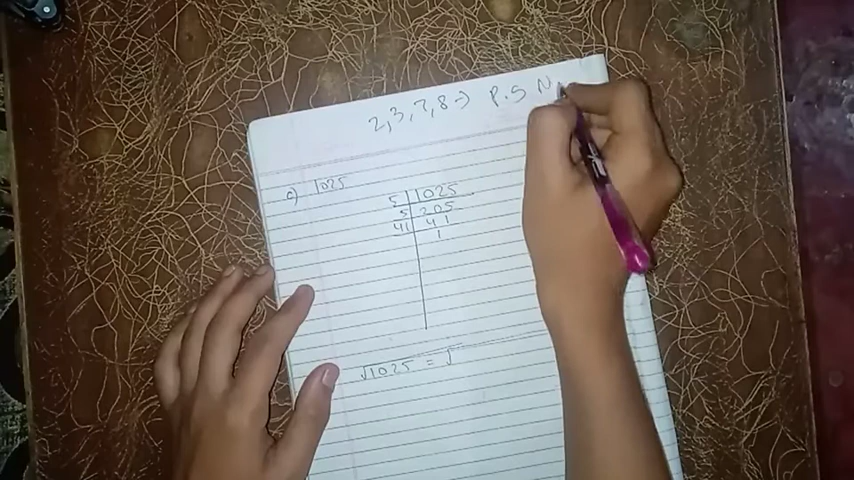 2,3,7,8→ P.S N
c) 1025
5 | 1025
5 | 205
41 | 41
1
√1025 = √